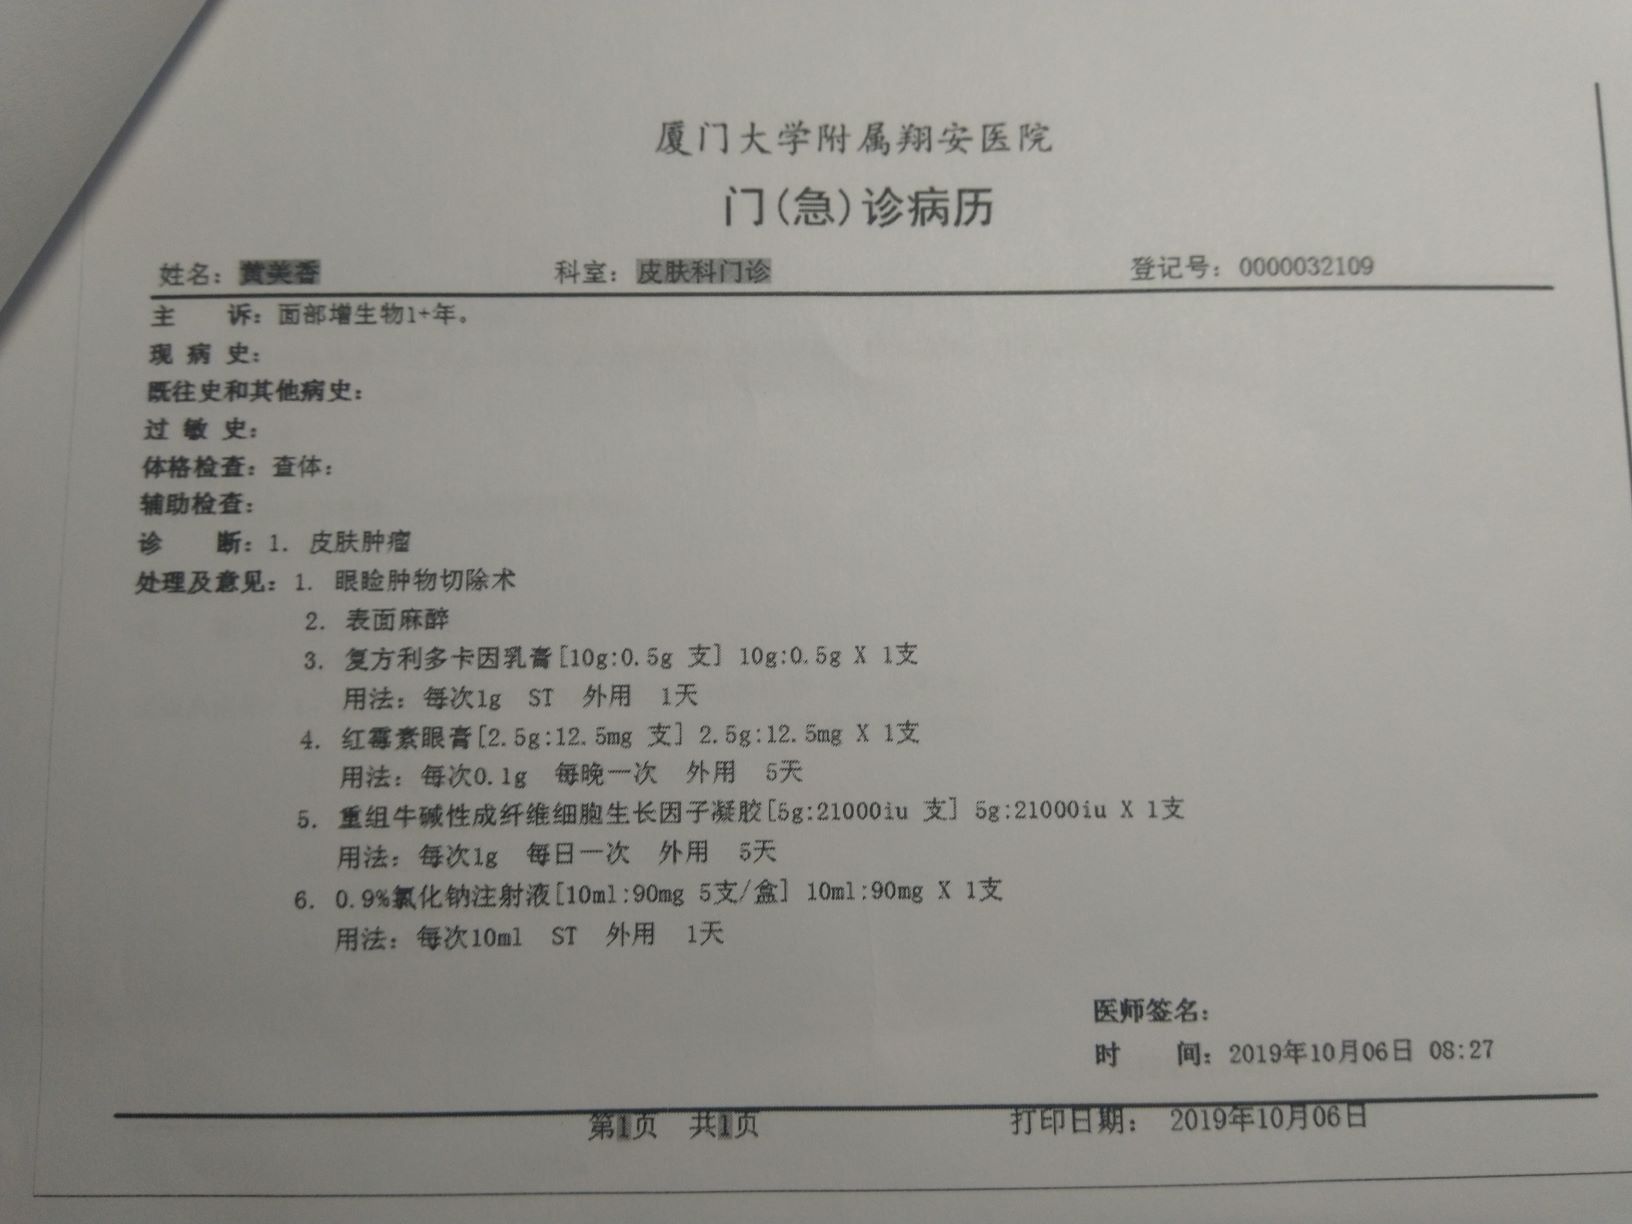 厦门大学附属翔安医院
门(急)诊病历
姓名：黄美香 科室：皮肤科门诊 登记号：0000032109
主 诉：面部增生物1+年。
现 病 史：
既往史和其他病史：
过 敏 史：
体格检查：查体：
辅助检查：
诊 断：1. 皮肤肿瘤
处理及意见：1. 眼睑肿物切除术
2. 表面麻醉
3. 复方利多卡因乳膏[10g:0.5g 支] 10g:0.5g X 1支
用法：每次1g ST 外用 1天
4. 红霉素眼膏[2.5g:12.5mg 支] 2.5g:12.5mg X 1支
用法：每次0.1g 每晚一次 外用 5天
5. 重组牛碱性成纤维细胞生长因子凝胶[5g:21000iu 支] 5g:21000iu X 1支
用法：每次1g 每日一次 外用 5天
6. 0.9%氯化钠注射液[10ml:90mg 5支/盒] 10ml:90mg X 1支
用法：每次10ml ST 外用 1天
医师签名：
时 间：2019年10月06日 08:27
第1页 共1页 打印日期： 2019年10月06日